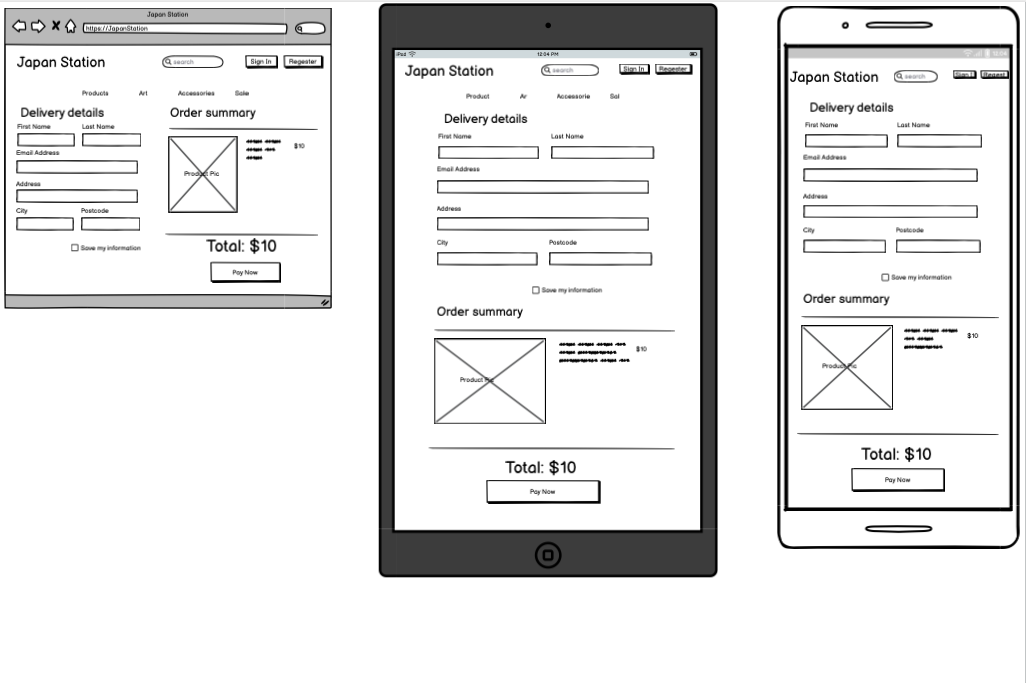 Japan Station
https://JapanStation
Japan Station
search
Sign In
Regester
Products Art Accessories Sale
Delivery details
First Name Last Name
Email Address
Address
City Postcode
Save my information
Order summary
Product Pic
$10
Total: $10
Pay Now
iPad 12:04 PM
Japan Station
search
Sign In
Regester
Product Ar Accessorie Sal
Delivery details
First Name Last Name
Email Address
Address
City Postcode
Save my information
Order summary
Product Pic
$10
Total: $10
Pay Now
12:04
Japan Station
search
Sign I
Regest
Delivery details
First Name Last Name
Email Address
Address
City Postcode
Save my information
Order summary
Product Pic
$10
Total: $10
Pay Now